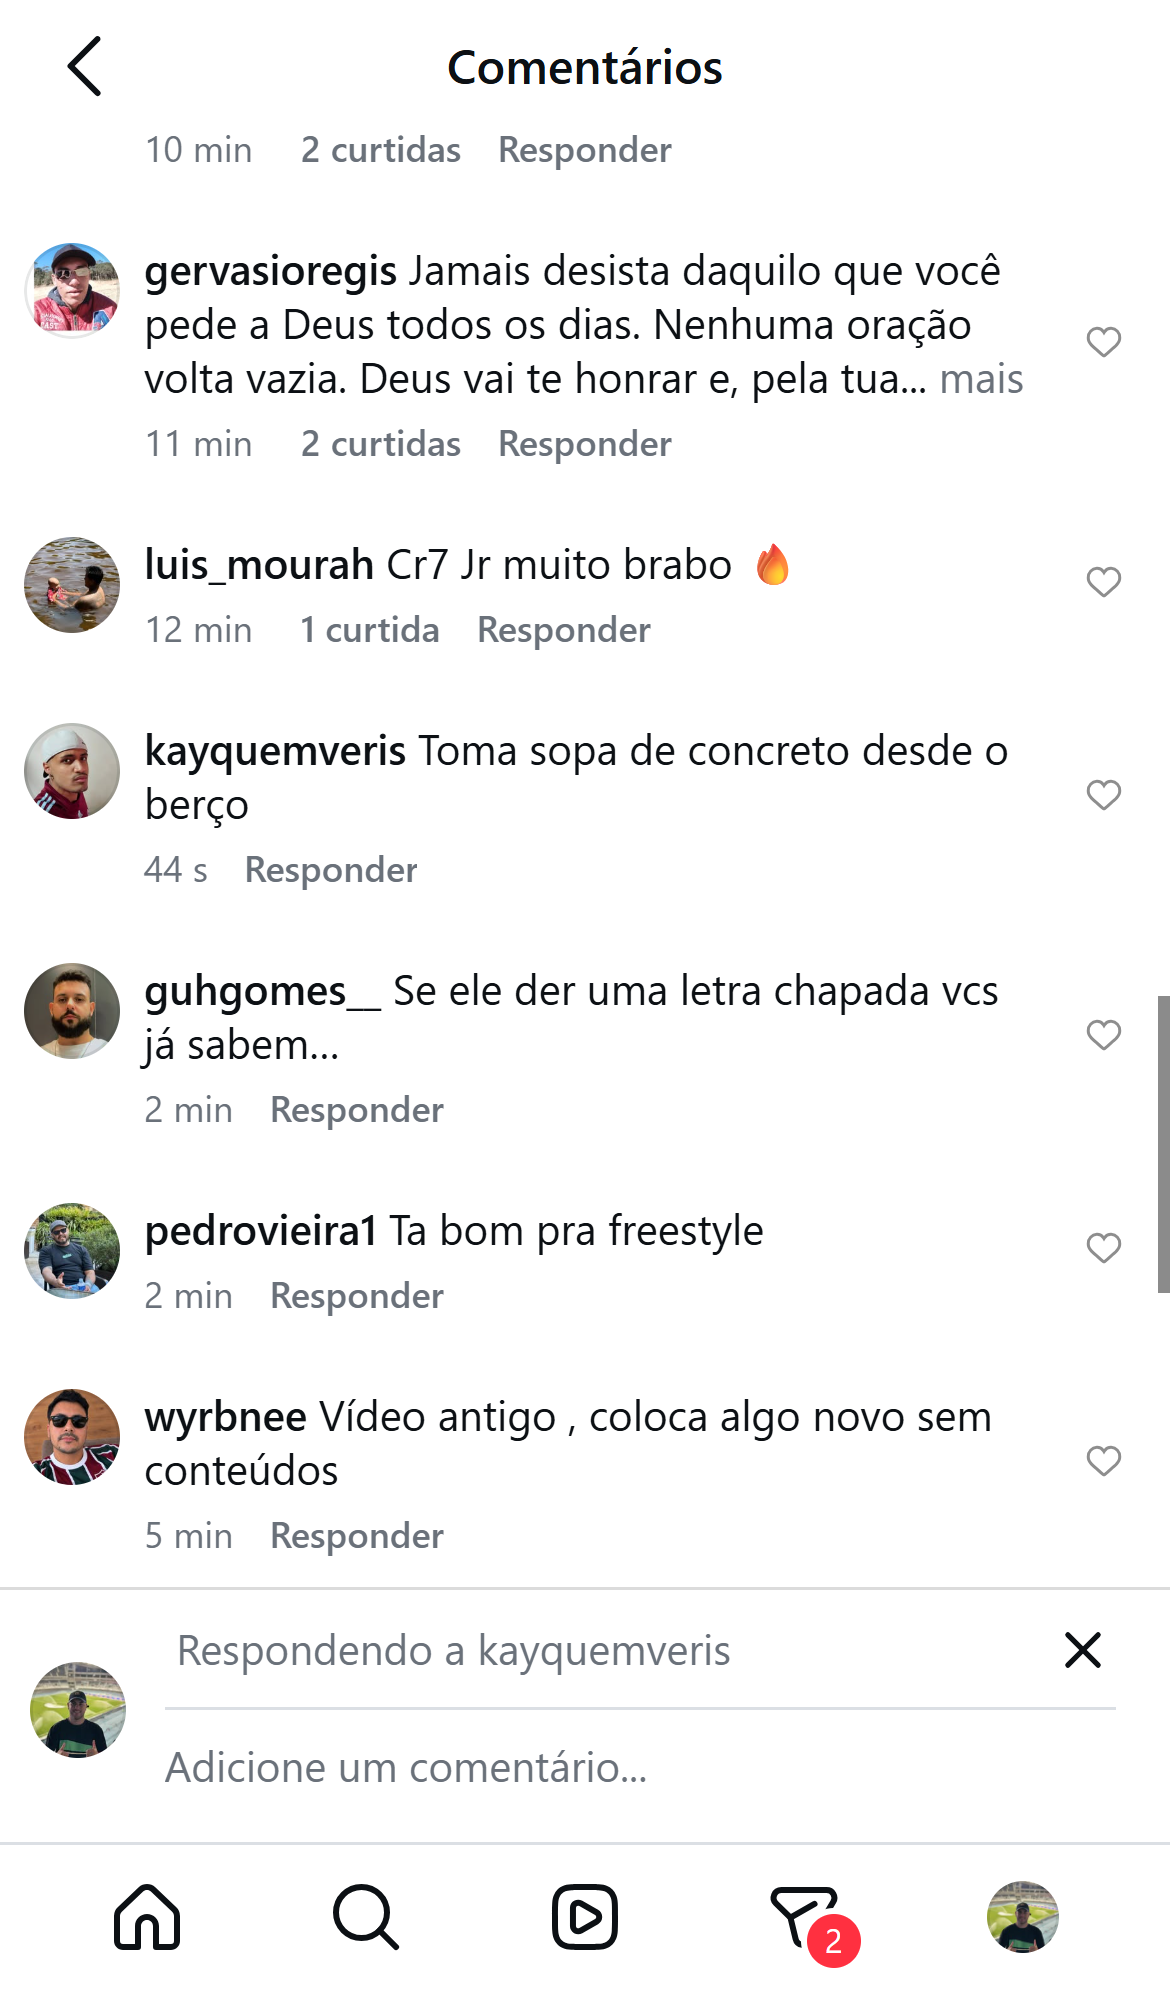 Comentários
10 min 2 curtidas Responder
gervasioregis Jamais desista daquilo que você
pede a Deus todos os dias. Nenhuma oração
volta vazia. Deus vai te honrar e, pela tua... mais
11 min 2 curtidas Responder
luis_mourah Cr7 Jr muito brabo 🔥
12 min 1 curtida Responder
kayquemveris Toma sopa de concreto desde o
berço
44 s Responder
guhgomes__ Se ele der uma letra chapada vcs
já sabem...
2 min Responder
pedrovieira1 Ta bom pra freestyle
2 min Responder
wyrbnee Vídeo antigo , coloca algo novo sem
conteúdos
5 min Responder
Respondendo a kayquemveris
Adicione um comentário...
2